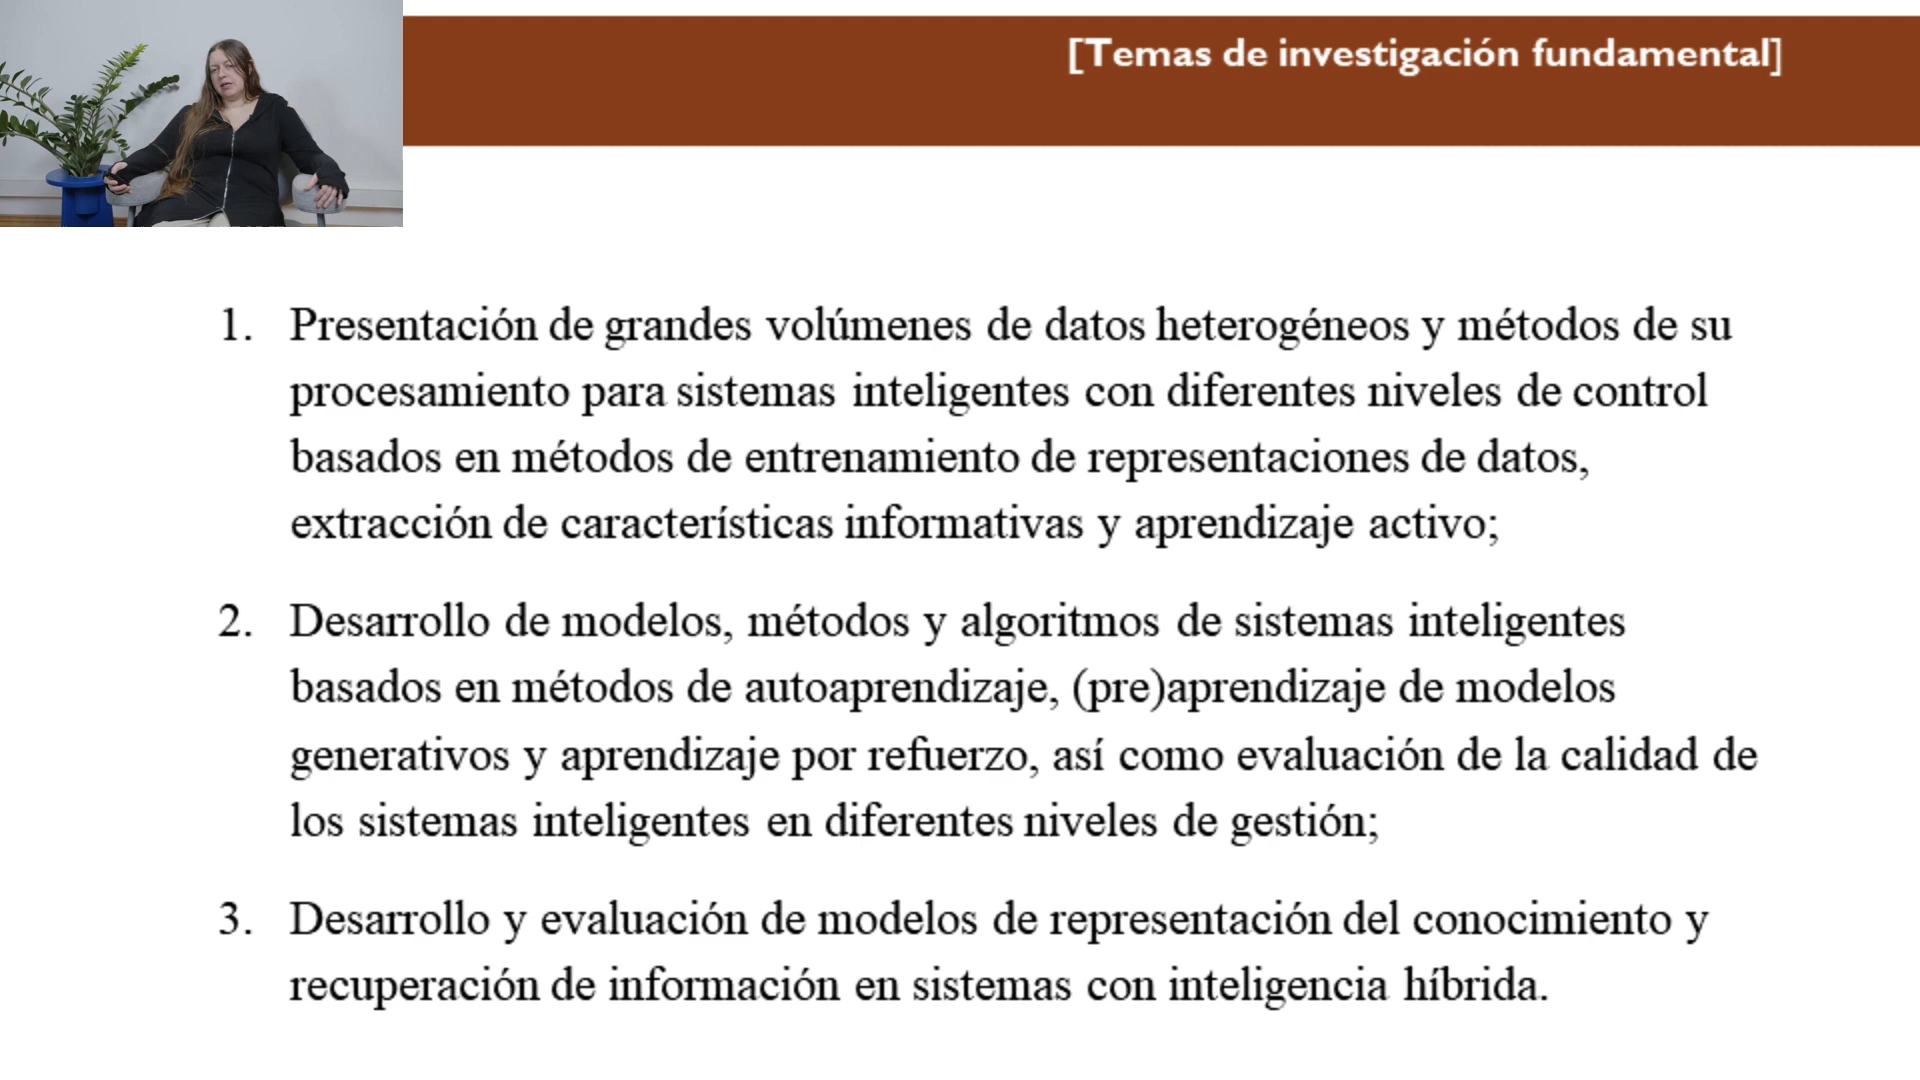 [Temas de investigación fundamental]
1. Presentación de grandes volúmenes de datos heterogéneos y métodos de su
procesamiento para sistemas inteligentes con diferentes niveles de control
basados en métodos de entrenamiento de representaciones de datos,
extracción de características informativas y aprendizaje activo;
2. Desarrollo de modelos, métodos y algoritmos de sistemas inteligentes
basados en métodos de autoaprendizaje, (pre)aprendizaje de modelos
generativos y aprendizaje por refuerzo, así como evaluación de la calidad de
los sistemas inteligentes en diferentes niveles de gestión;
3. Desarrollo y evaluación de modelos de representación del conocimiento y
recuperación de información en sistemas con inteligencia híbrida.